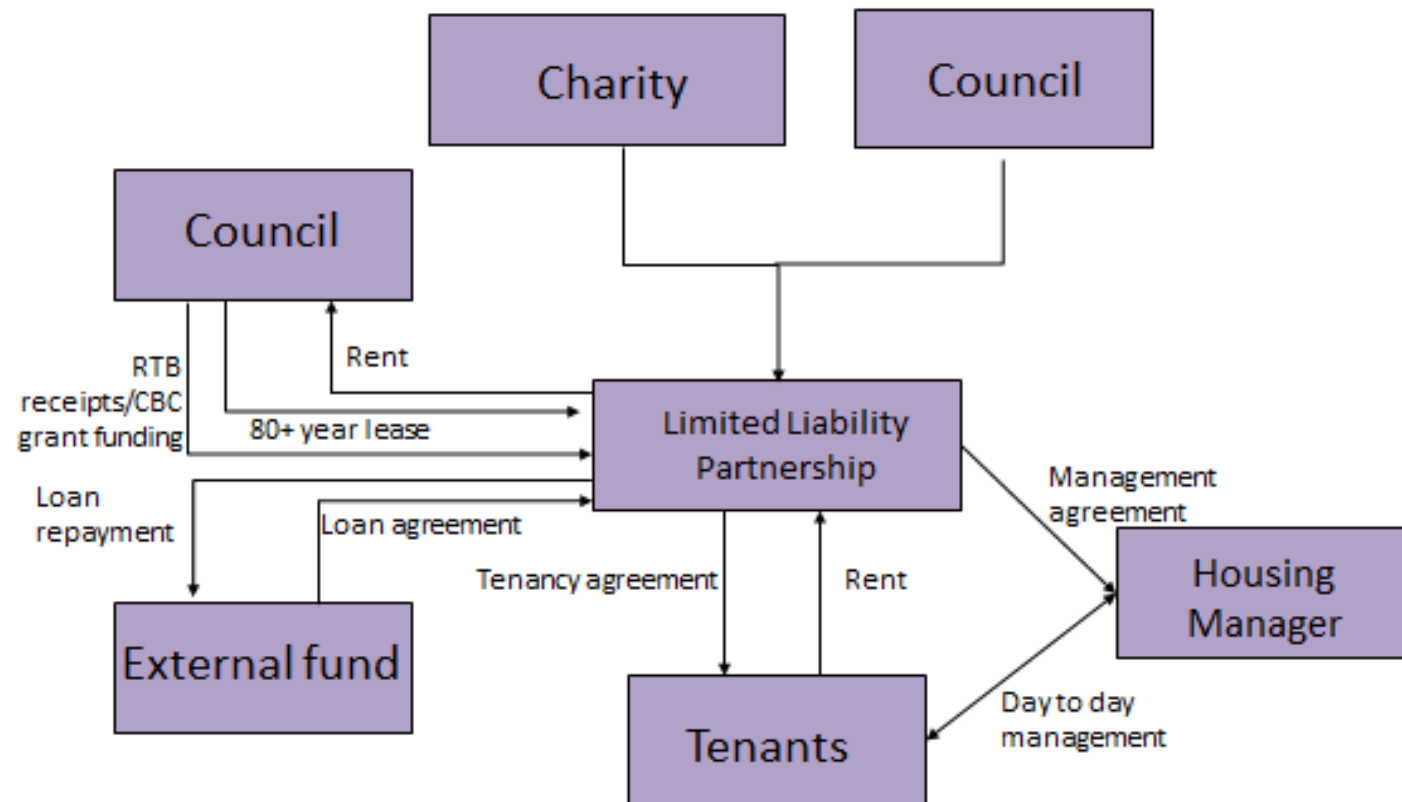 Charity
Council
Council
RTB
receipts/CBC
grant funding
Rent
80+ year lease
Limited Liability
Partnership
Loan
repayment
Loan agreement
Management
agreement
Tenancy agreement
Rent
Housing
Manager
External fund
Day to day
management
Tenants